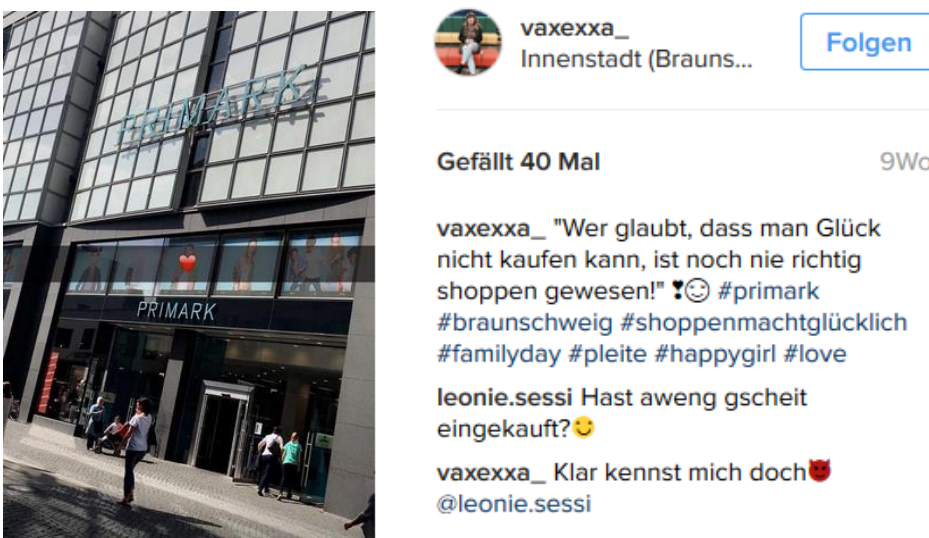 PRIMARK
PRIMARK
vaxexxa_
Innenstadt (Brauns...
Folgen
Gefällt 40 Mal
9Wo
vaxexxa_ "Wer glaubt, dass man Glück
nicht kaufen kann, ist noch nie richtig
shoppen gewesen!" ❣😏 #primark
#braunschweig #shoppenmachtglücklich
#familyday #pleite #happygirl #love
leonie.sessi Hast aweng gscheit
eingekauft?😊
vaxexxa_ Klar kennst mich doch😈
@leonie.sessi